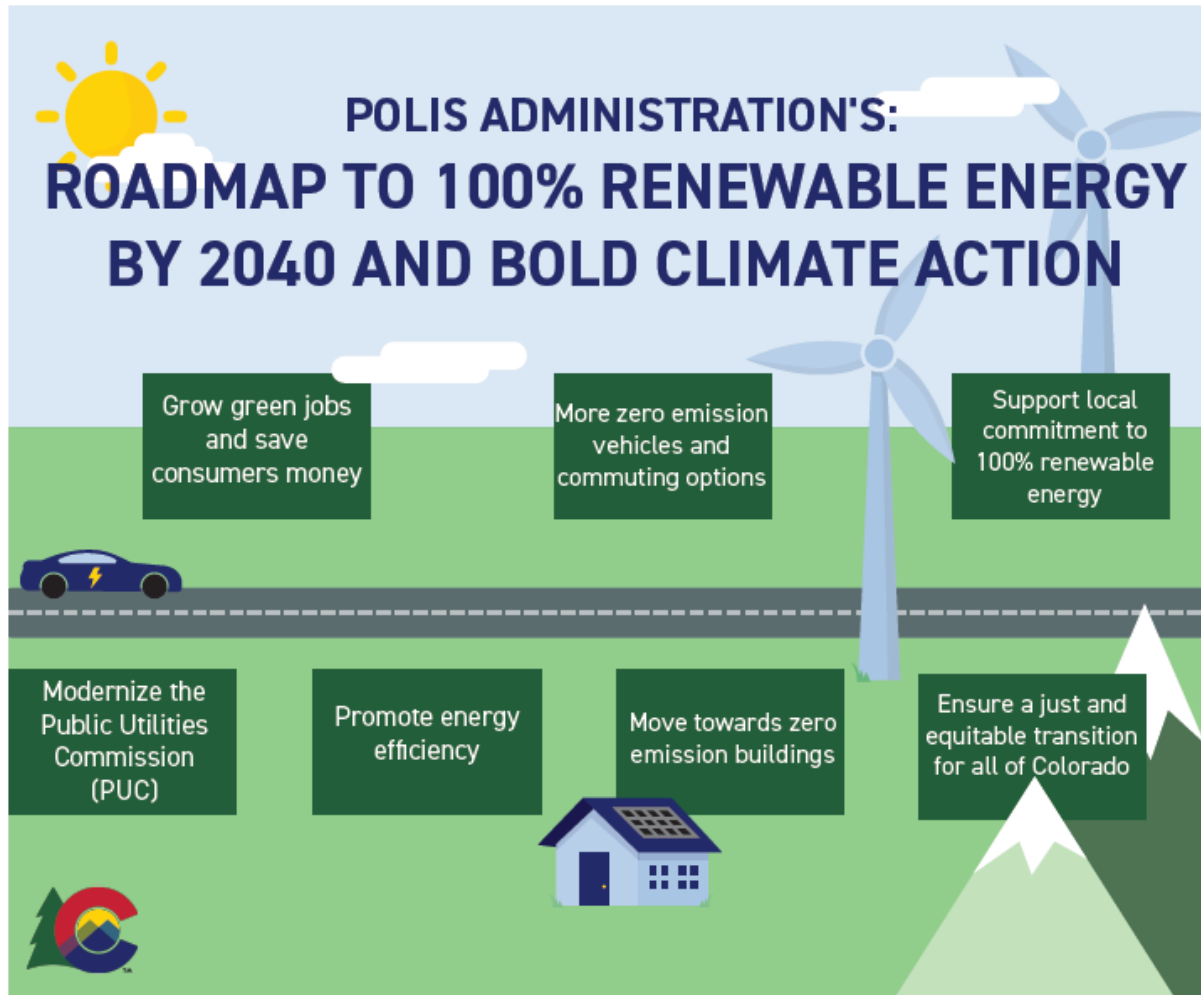 POLIS ADMINISTRATION'S:
ROADMAP TO 100% RENEWABLE ENERGY
BY 2040 AND BOLD CLIMATE ACTION
Grow green jobs
and save
consumers money
More zero emission
vehicles and
commuting options
Support local
commitment to
100% renewable
energy
Modernize the
Public Utilities
Commission
(PUC)
Promote energy
efficiency
Move towards zero
emission buildings
Ensure a just and
equitable transition
for all of Colorado
C
TM